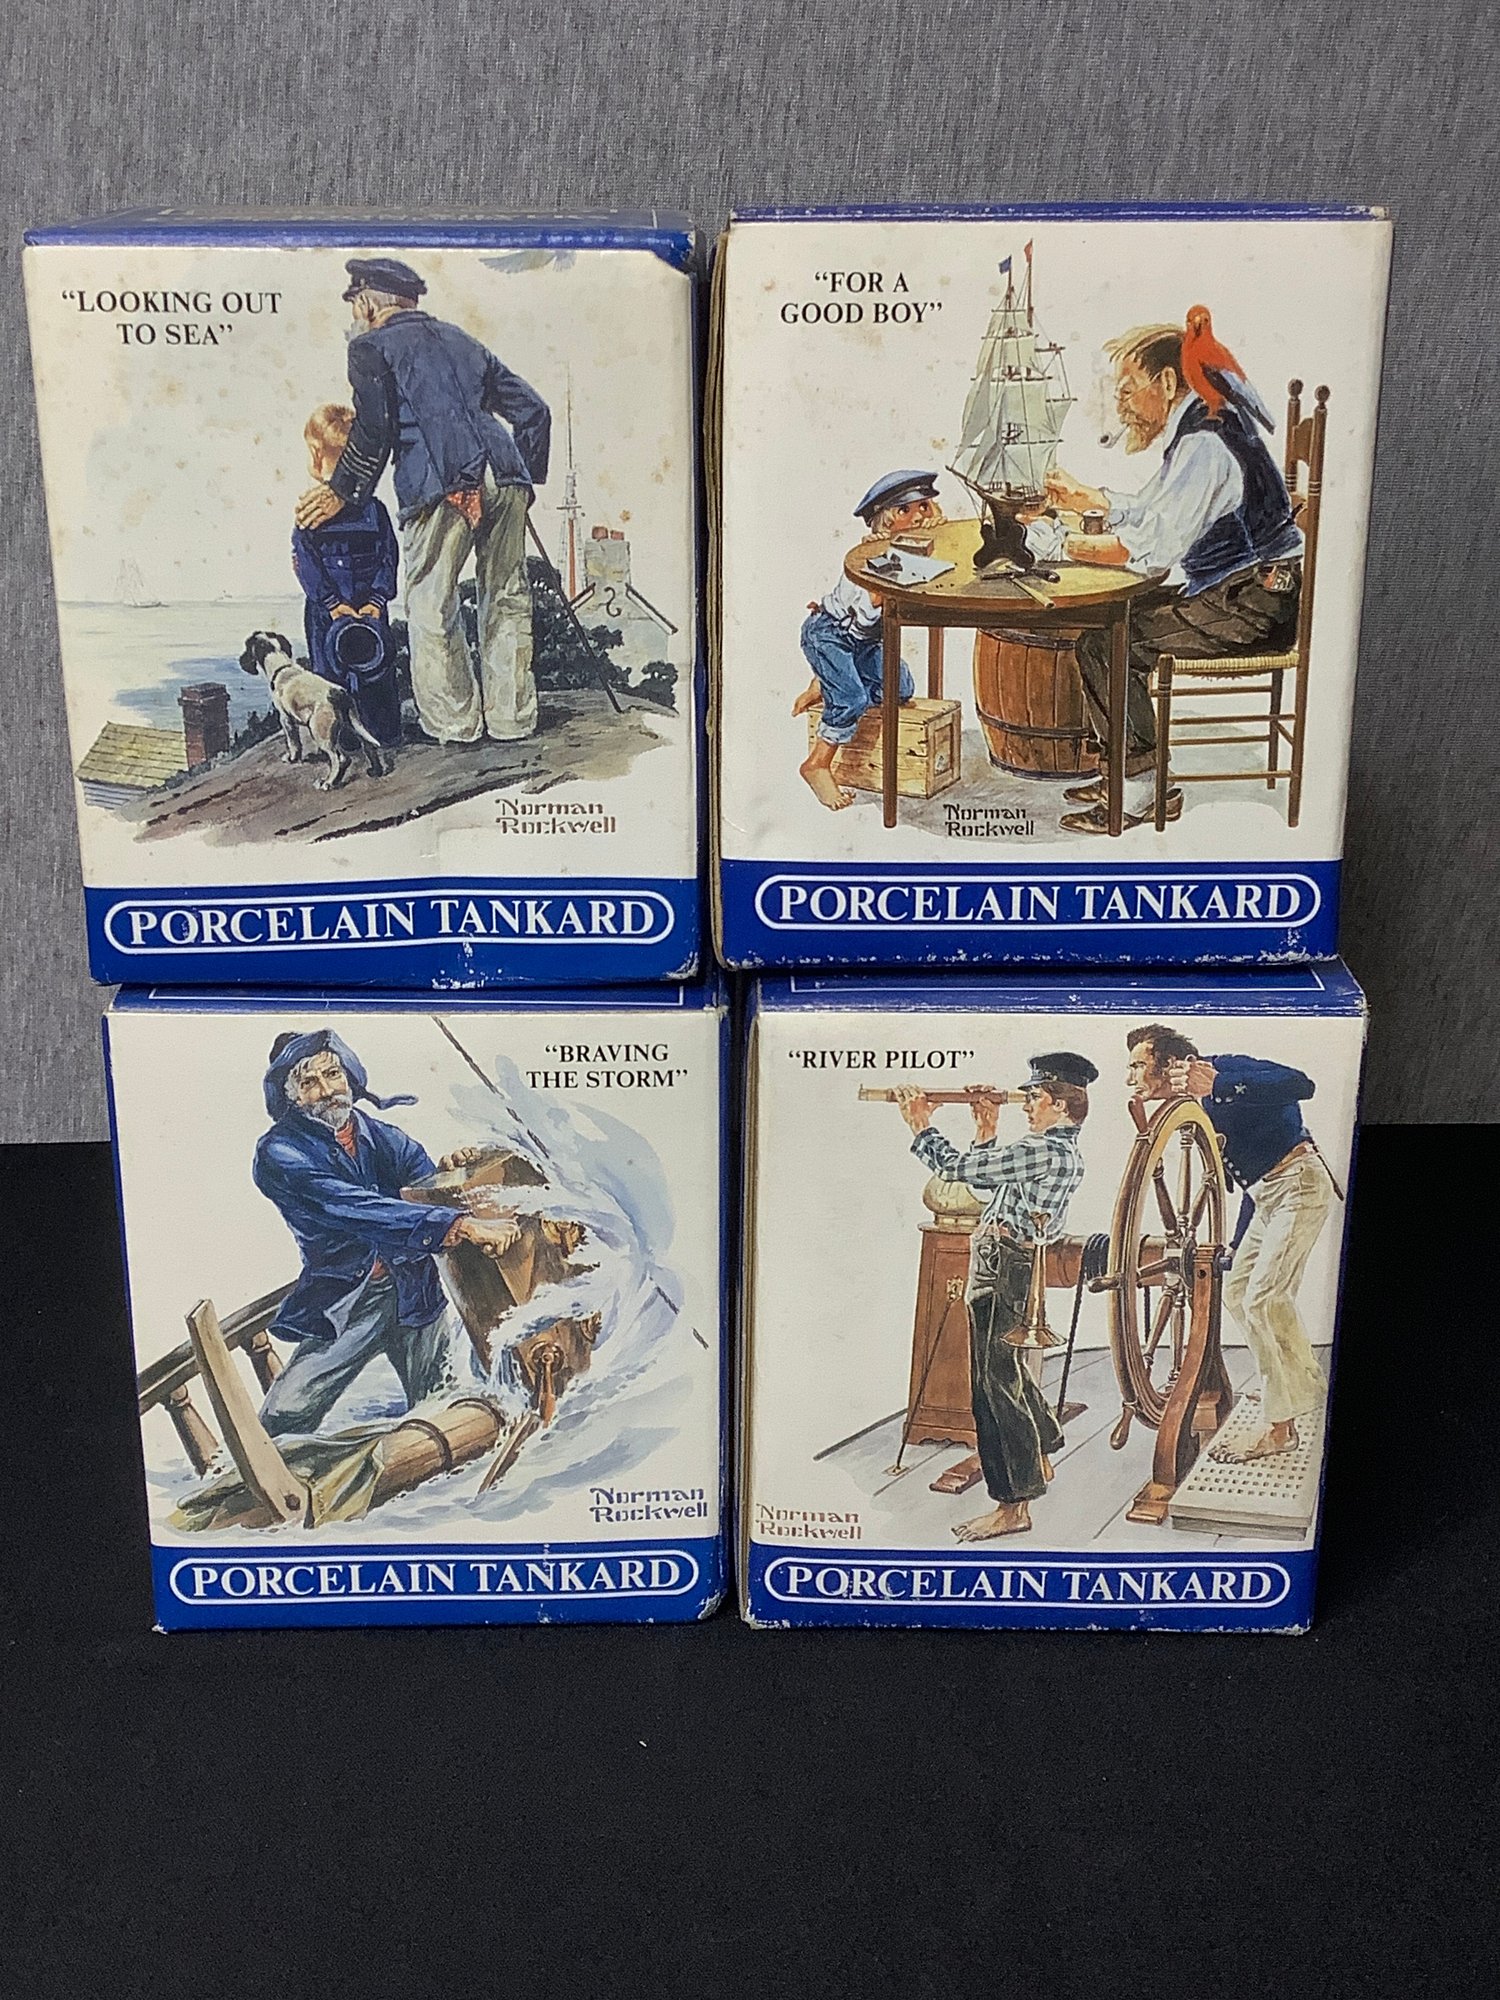 "LOOKING OUT
TO SEA"
Norman
Rockwell
PORCELAIN TANKARD
"FOR A
GOOD BOY"
Norman
Rockwell
PORCELAIN TANKARD
"BRAVING
THE STORM"
Norman
Rockwell
PORCELAIN TANKARD
"RIVER PILOT"
Norman
Rockwell
PORCELAIN TANKARD